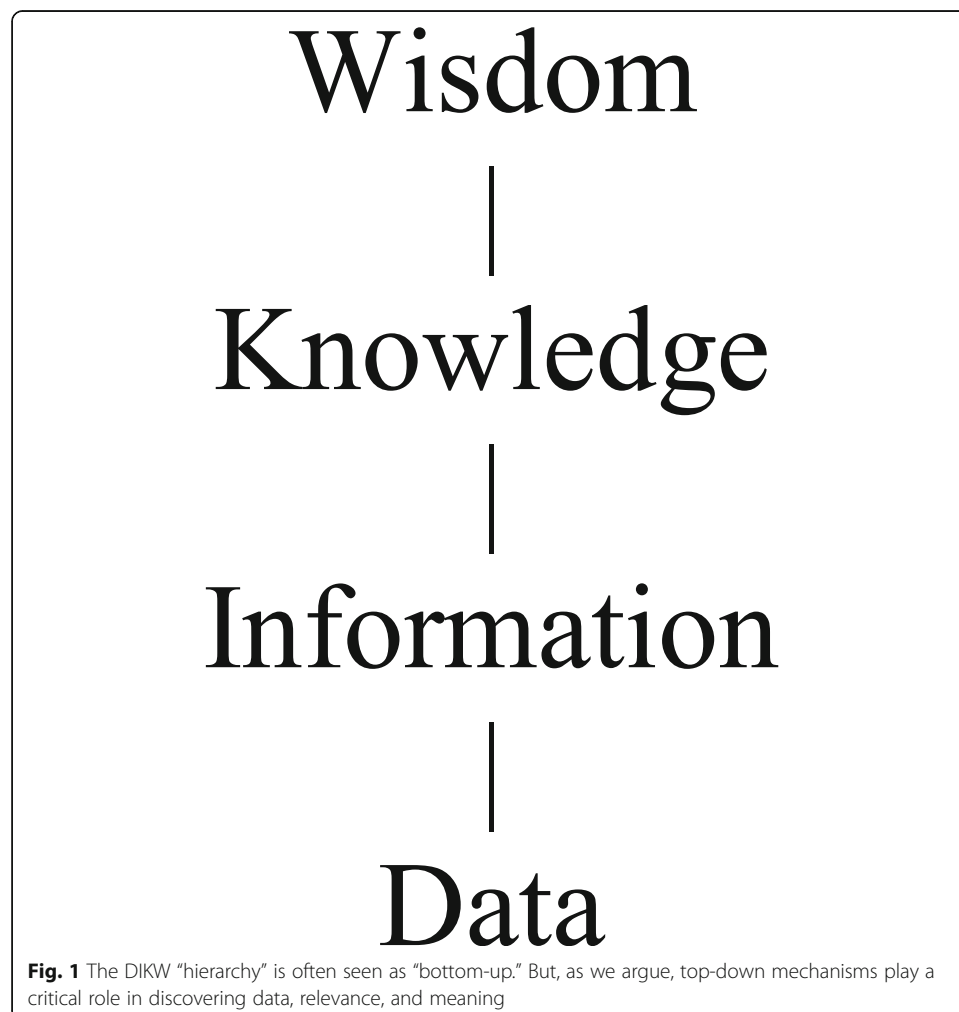 Wisdom
Knowledge
Information
Data
Fig. 1 The DIKW “hierarchy” is often seen as “bottom-up.” But, as we argue, top-down mechanisms play a
critical role in discovering data, relevance, and meaning